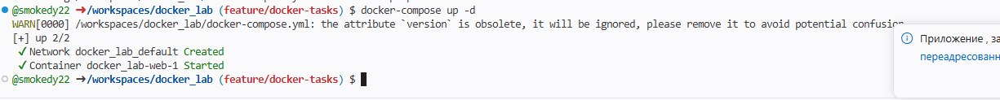 @smokedy22 ➜/workspaces/docker_lab (feature/docker-tasks) $ docker-compose up -d
WARN[0000] /workspaces/docker_lab/docker-compose.yml: the attribute `version` is obsolete, it will be ignored, please remove it to avoid potential confusion
[+] up 2/2
✓Network docker_lab_default Created
✓Container docker_lab-web-1 Started
@smokedy22 ➜/workspaces/docker_lab (feature/docker-tasks) $
Приложение , за
переадресованн